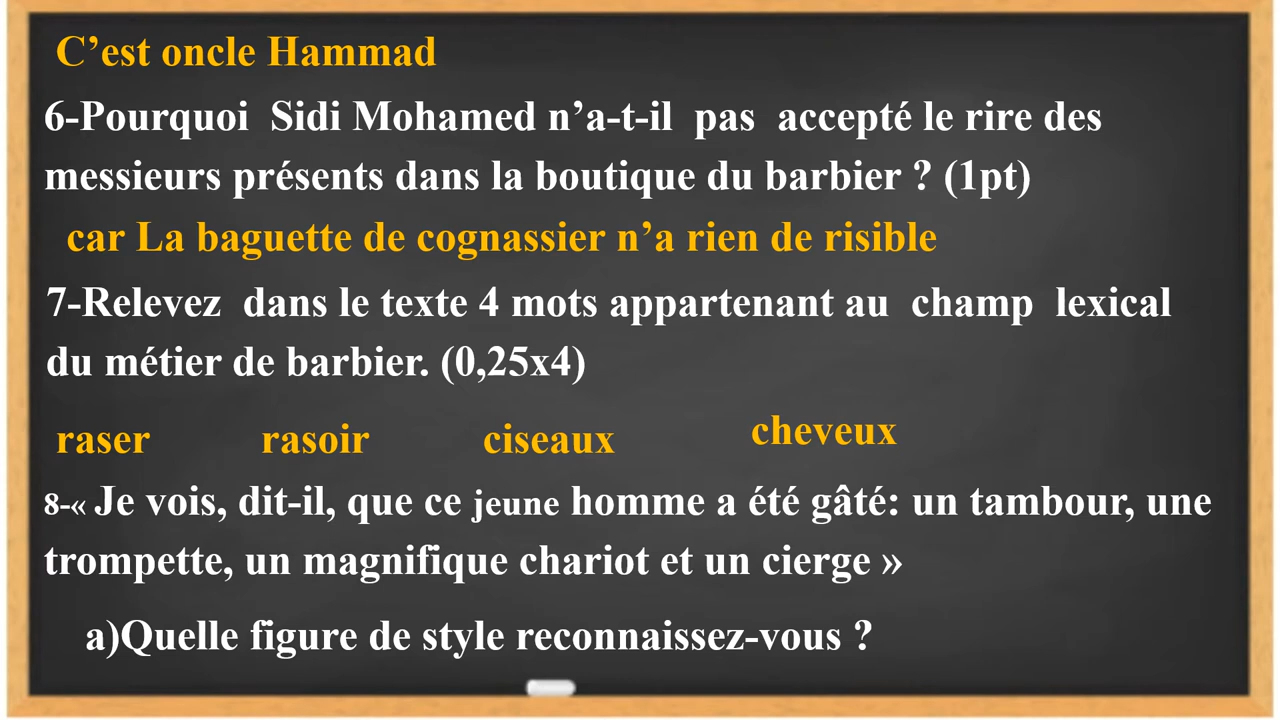 C’est oncle Hammad
6-Pourquoi Sidi Mohamed n’a-t-il pas accepté le rire des
messieurs présents dans la boutique du barbier ? (1pt)
car La baguette de cognassier n’a rien de risible
7-Relevez dans le texte 4 mots appartenant au champ lexical
du métier de barbier. (0,25x4)
raser rasoir ciseaux cheveux
8-« Je vois, dit-il, que ce jeune homme a été gâté: un tambour, une
trompette, un magnifique chariot et un cierge »
a)Quelle figure de style reconnaissez-vous ?